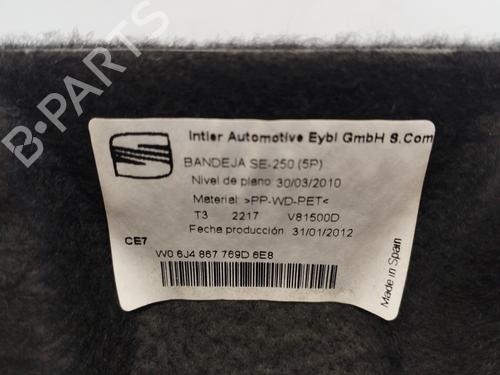 Intier Automotive Eybl GmbH S.Com
BANDEJA SE-250 (5P)
Nivel de plano 30/03/2010
Material >PP-WD-PET<
T3 2217 V81500D
Fecha producción 31/01/2012
CE7
W0 6J4 867 769D 6E8
Made in Spain
B-PARTS